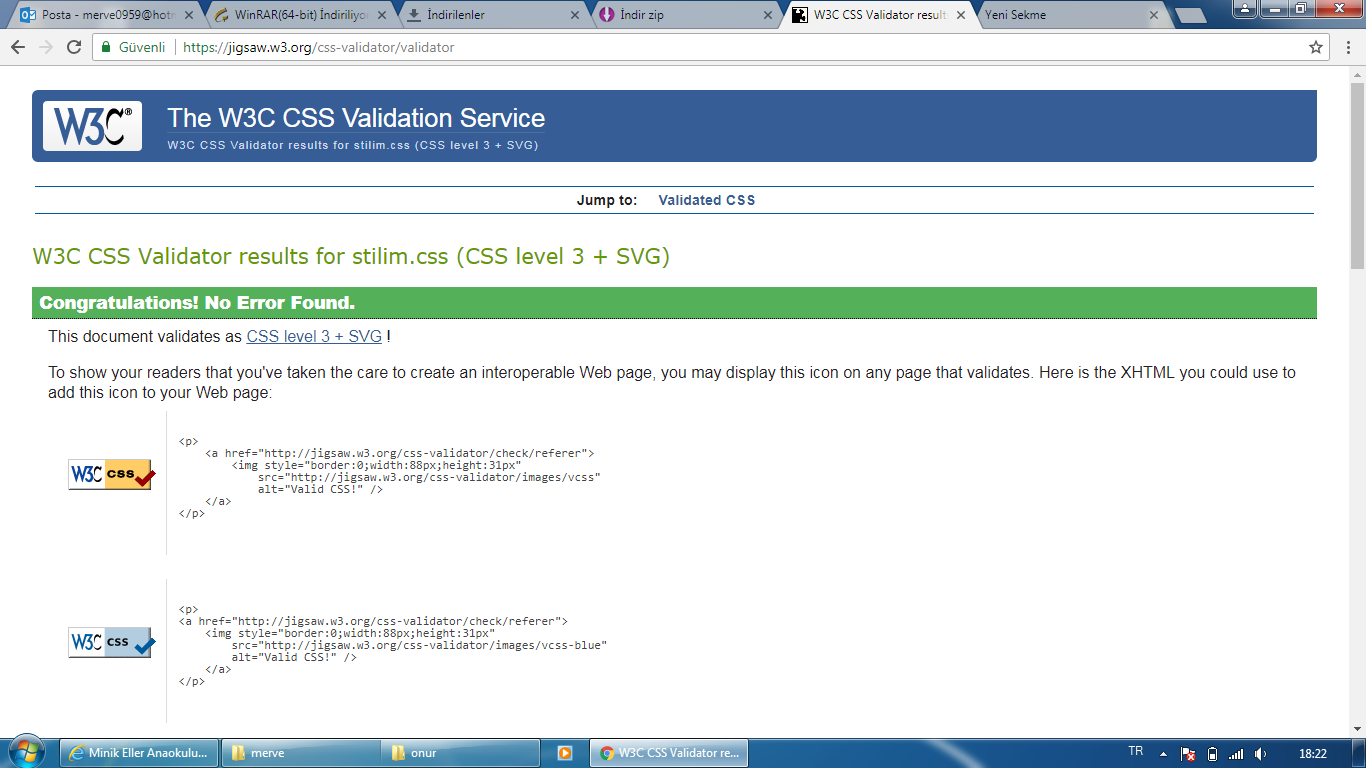 Posta - merve0959@hotm
WinRAR(64-bit) İndiriliyo
İndirilenler
İndir zip
W3C CSS Validator result
Yeni Sekme
Güvenli
https://jigsaw.w3.org/css-validator/validator
W3C®
The W3C CSS Validation Service
W3C CSS Validator results for stilim.css (CSS level 3 + SVG)
Jump to: Validated CSS
W3C CSS Validator results for stilim.css (CSS level 3 + SVG)
Congratulations! No Error Found.
This document validates as CSS level 3 + SVG !
To show your readers that you've taken the care to create an interoperable Web page, you may display this icon on any page that validates. Here is the XHTML you could use to
add this icon to your Web page:
W3C css
<p>
    <a href="http://jigsaw.w3.org/css-validator/check/referer">
        <img style="border:0;width:88px;height:31px"
            src="http://jigsaw.w3.org/css-validator/images/vcss"
            alt="Valid CSS!" />
    </a>
</p>
W3C css
<p>
<a href="http://jigsaw.w3.org/css-validator/check/referer">
    <img style="border:0;width:88px;height:31px"
        src="http://jigsaw.w3.org/css-validator/images/vcss-blue"
        alt="Valid CSS!" />
    </a>
</p>
Minik Eller Anaokulu...
merve
onur
W3C CSS Validator re...
TR
18:22